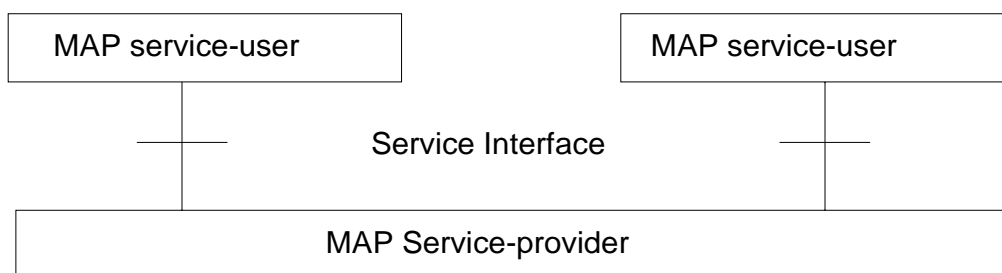 MAP service-user
MAP service-user
Service Interface
MAP Service-provider